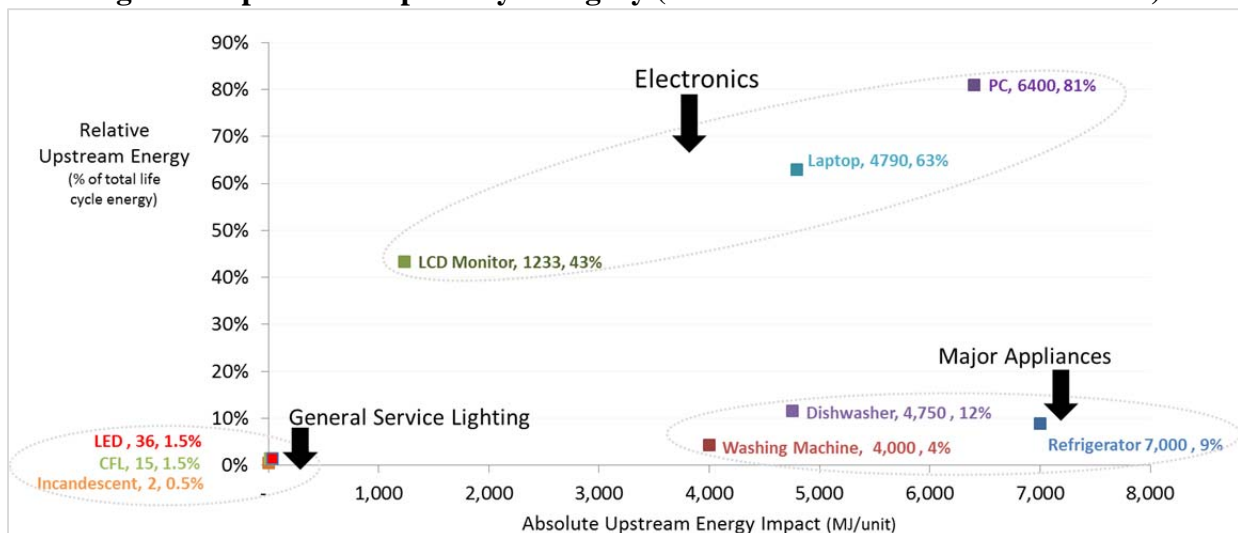 90%
80%
70%
60%
50%
40%
30%
20%
10%
0%
Relative
Upstream Energy
(% of total life
cycle energy)
Electronics
PC, 6400, 81%
Laptop, 4790, 63%
LCD Monitor, 1233, 43%
Major Appliances
Dishwasher, 4,750 , 12%
Washing Machine, 4,000 , 4%
Refrigerator 7,000 , 9%
General Service Lighting
LED , 36, 1.5%
CFL, 15, 1.5%
Incandescent, 2, 0.5%
- 1,000 2,000 3,000 4,000 5,000 6,000 7,000 8,000
Absolute Upstream Energy Impact (MJ/unit)